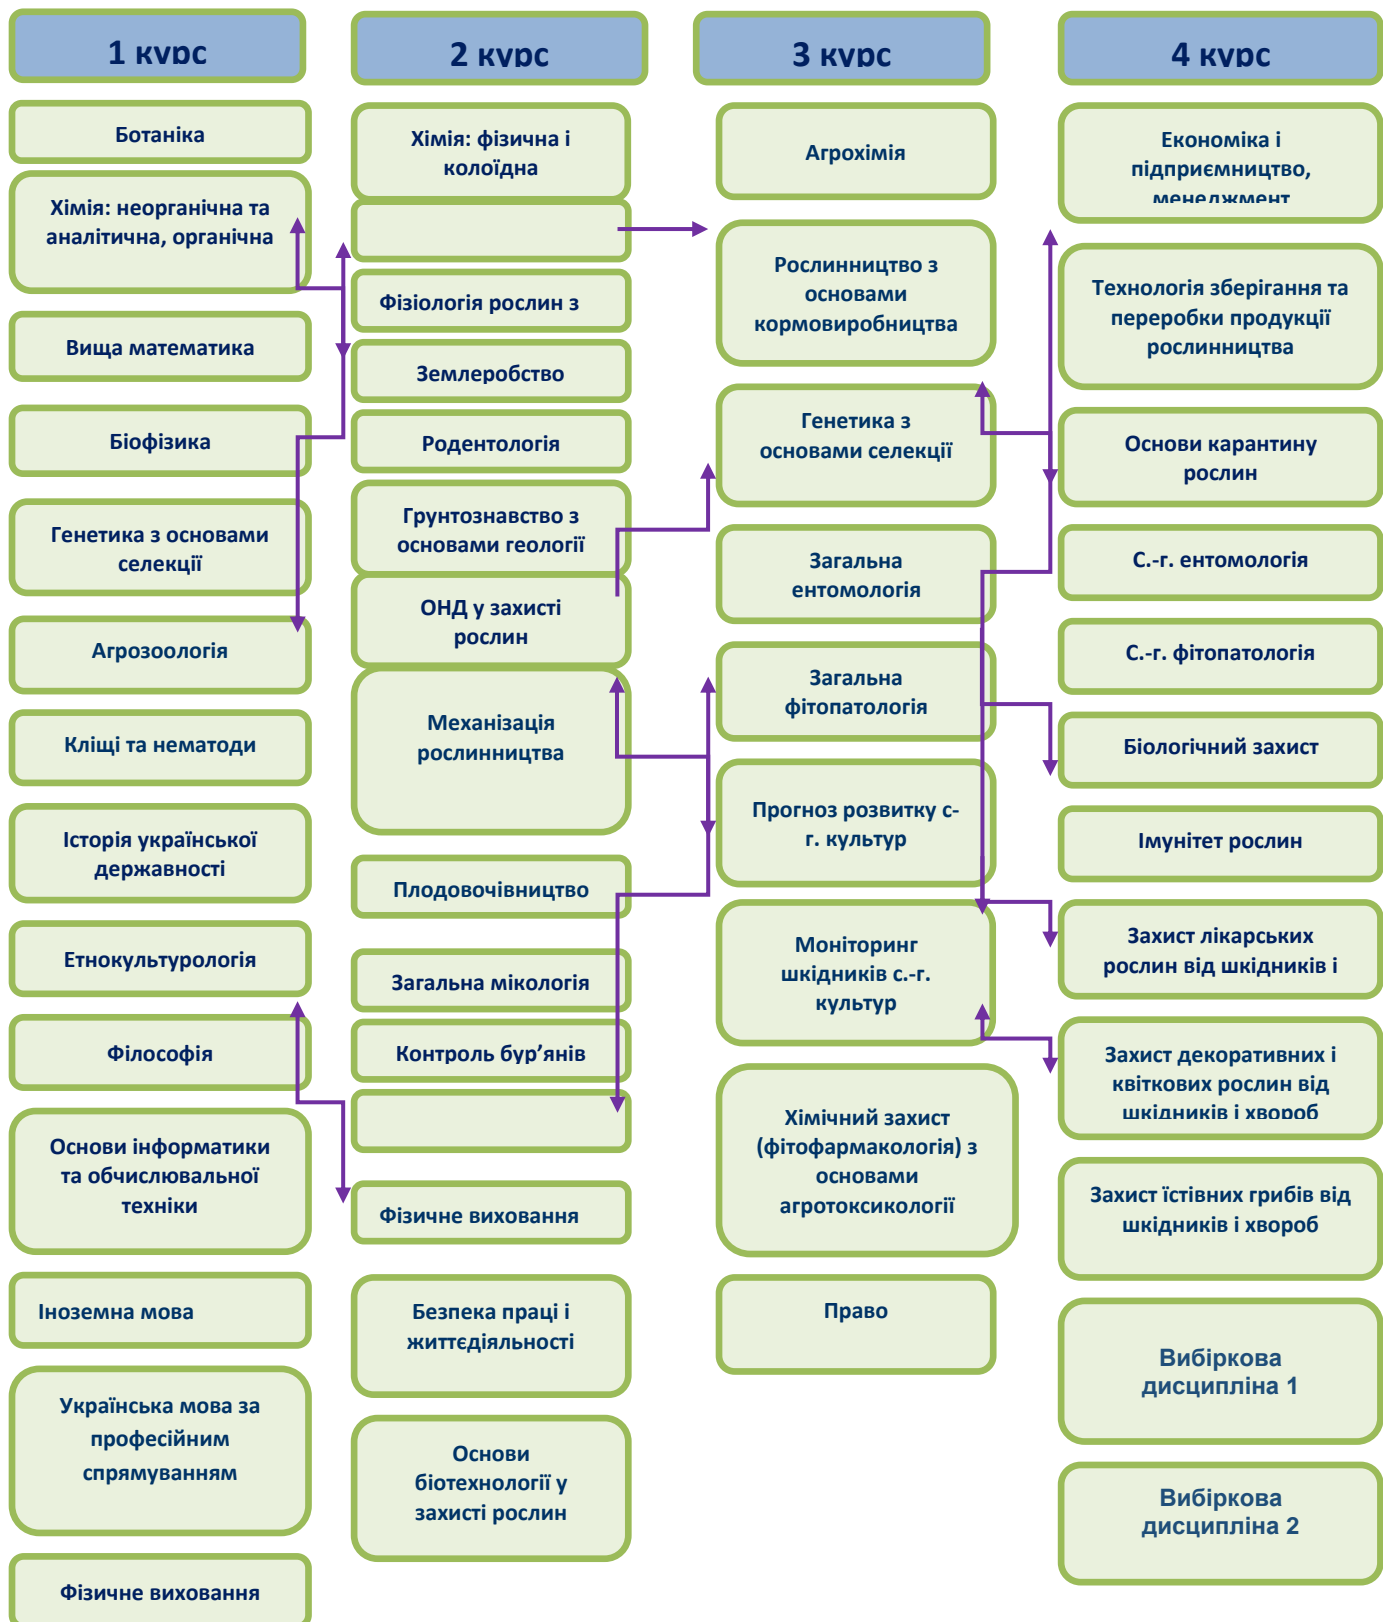 1 курс
2 курс
3 курс
4 курс
Ботаніка
Хімія: неорганічна та
аналітична, органічна
Вища математика
Біофізика
Генетика з основами
селекції
Агрозоологія
Кліщі та нематоди
Історія української
державності
Етнокультурологія
Філософія
Основи інформатики
та обчислювальної
техніки
Іноземна мова
Українська мова за
професійним
спрямуванням
Фізичне виховання
Хімія: фізична і
колоїдна
Фізіологія рослин з
Землеробство
Родентологія
Грунтознавство з
основами геології
ОНД у захисті
рослин
Механізація
рослинництва
Плодовочівництво
Загальна мікологія
Контроль бур’янів
Фізичне виховання
Безпека праці і
життєдіяльності
Основи
біотехнології у
захисті рослин
Агрохімія
Рослинництво з
основами
кормовиробництва
Генетика з
основами селекції
Загальна
ентомологія
Загальна
фітопатологія
Прогноз розвитку с-
г. культур
Моніторинг
шкідників с.-г.
культур
Хімічний захист
(фітофармакологія) з
основами
агротоксикології
Право
Економіка і
підприємництво,
менеджмент
Технологія зберігання та
переробки продукції
рослинництва
Основи карантину
рослин
С.-г. ентомологія
С.-г. фітопатологія
Біологічний захист
Імунітет рослин
Захист лікарських
рослин від шкідників і
Захист декоративних і
квіткових рослин від
шкідників і хвороб
Захист їстівних грибів від
шкідників і хвороб
Вибіркова
дисципліна 1
Вибіркова
дисципліна 2